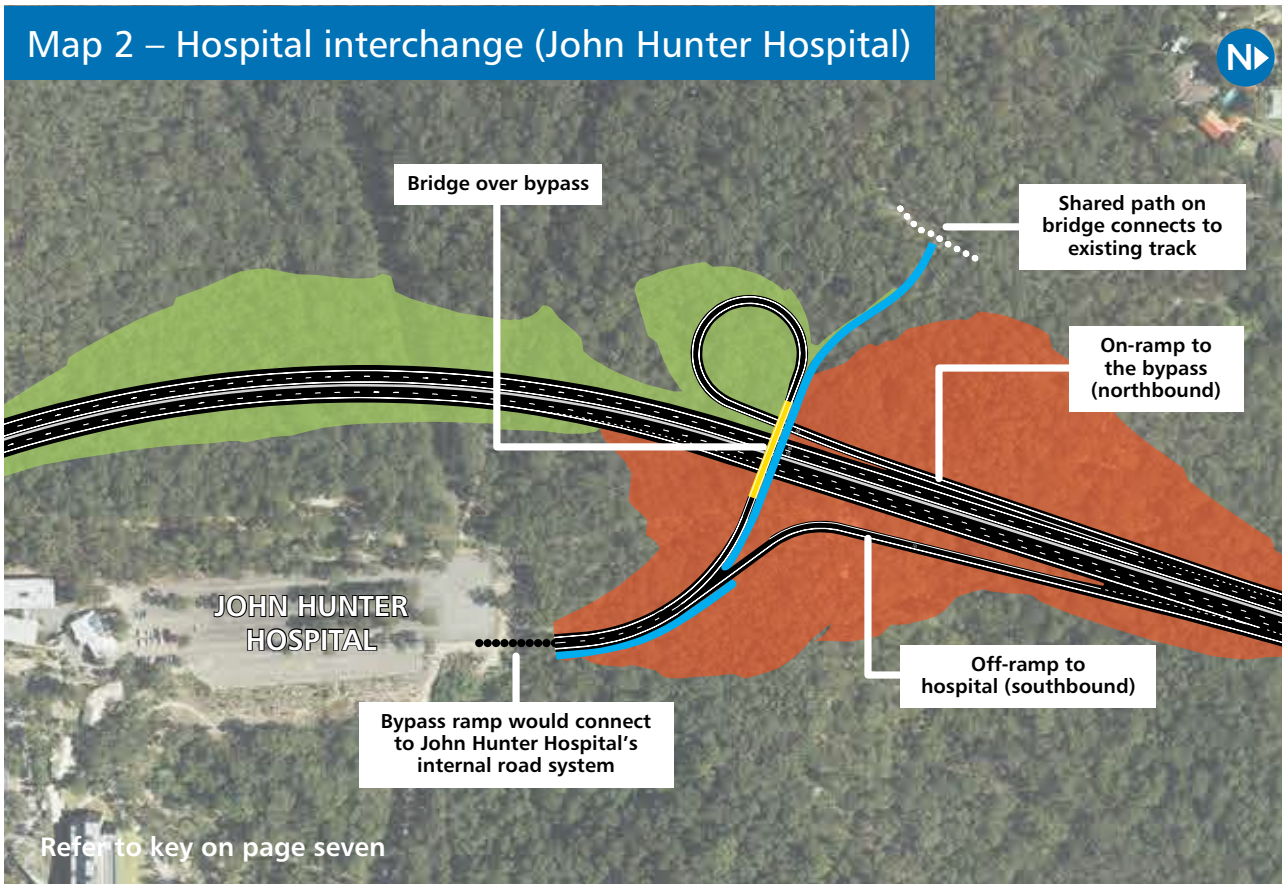 Map 2 – Hospital interchange (John Hunter Hospital)
N
Bridge over bypass
Shared path on
bridge connects to
existing track
On-ramp to
the bypass
(northbound)
JOHN HUNTER
HOSPITAL
Off-ramp to
hospital (southbound)
Bypass ramp would connect
to John Hunter Hospital's
internal road system
Refer to key on page seven